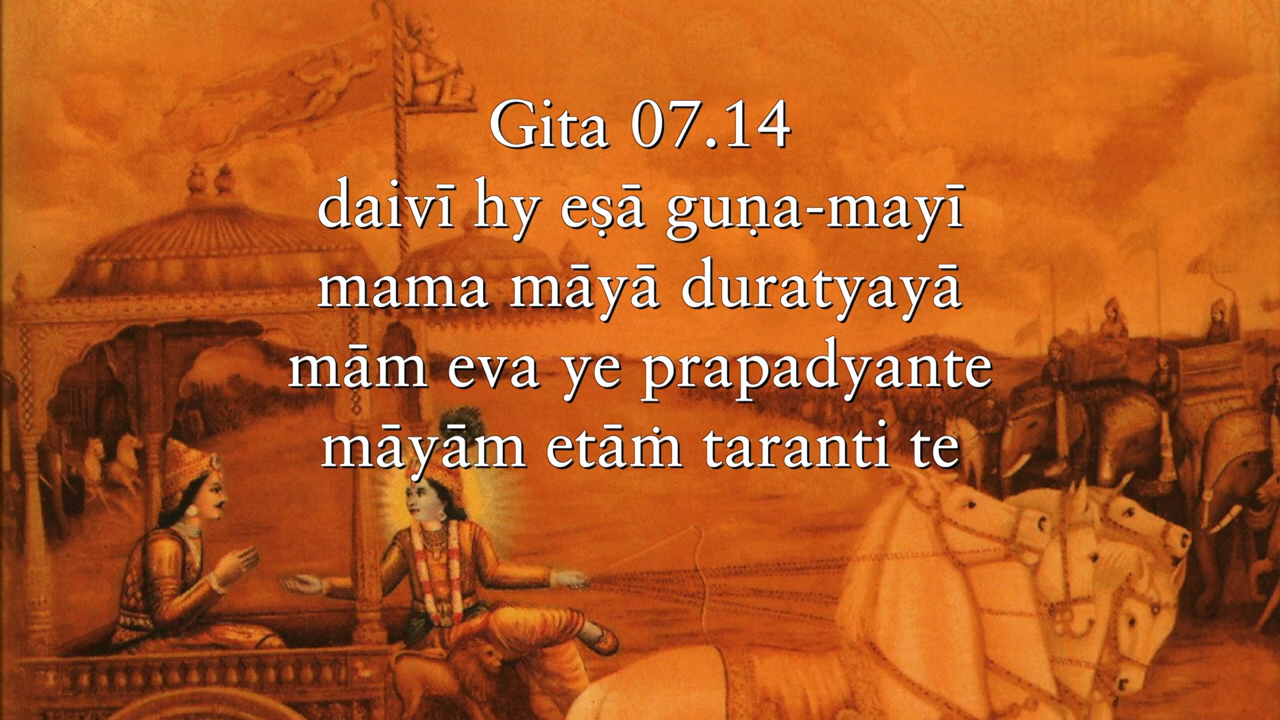 Gita 07.14
daivī hy eṣā guṇa-mayī
mama māyā duratyayā
mām eva ye prapadyante
māyām etāṁ taranti te